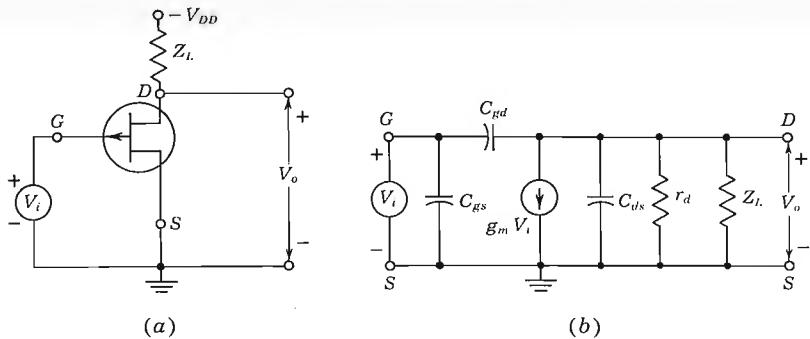 − V_DD
Z_L
D
G
+
V_i
−
V_o
S
+
−
(a)
G
C_gd
D
+
V_i
−
C_gs
g_m V_i
C_ds
r_d
Z_L
+
V_o
−
S
S
(b)